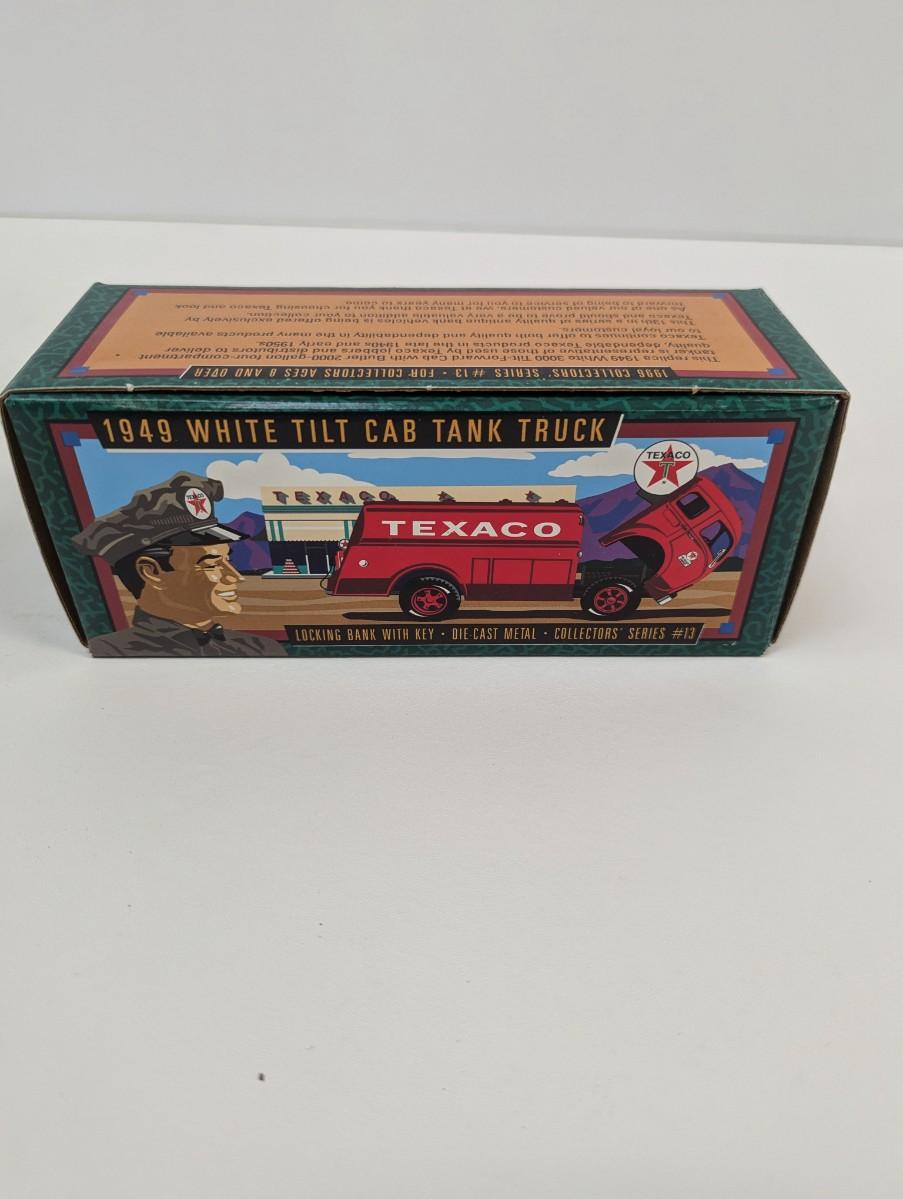 1996 COLLECTORS' SERIES #13 • FOR COLLECTORS AGES 8 AND OVER
This replica 1949 White 3000 Tilt-Forward Cab with Butler 2000-gallon, four-compartment
tanker is representative of those used by Texaco jobbers and distributors to deliver
quality, dependable Texaco products in the late 1940s and early 1950s.
Texaco continues to offer both quality and dependability in the many products available
to our loyal customers.
This 13th in a series of quality antique bank vehicles is being offered exclusively by
Texaco and should prove to be a very valuable addition to your collection.
As one of our valued customers, we at Texaco thank you for choosing Texaco and look
forward to being of service to you for many years to come.
1949 WHITE TILT CAB TANK TRUCK
TEXACO
T
TEXACO
TEXACO
TEXACO
LOCKING BANK WITH KEY • DIE-CAST METAL • COLLECTORS' SERIES #13